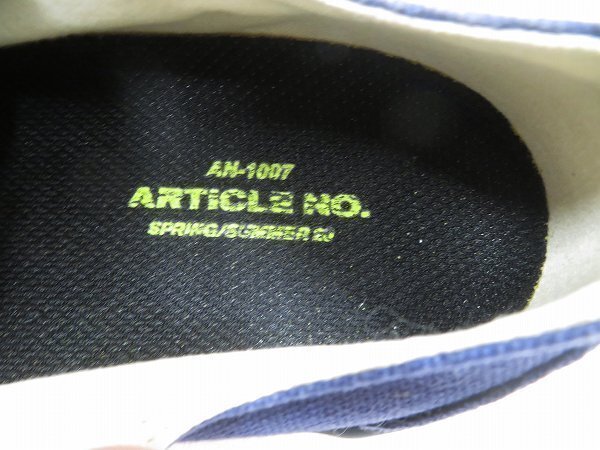 AN-1007
ARTICLE NO.
SPRING/SUMMER 20